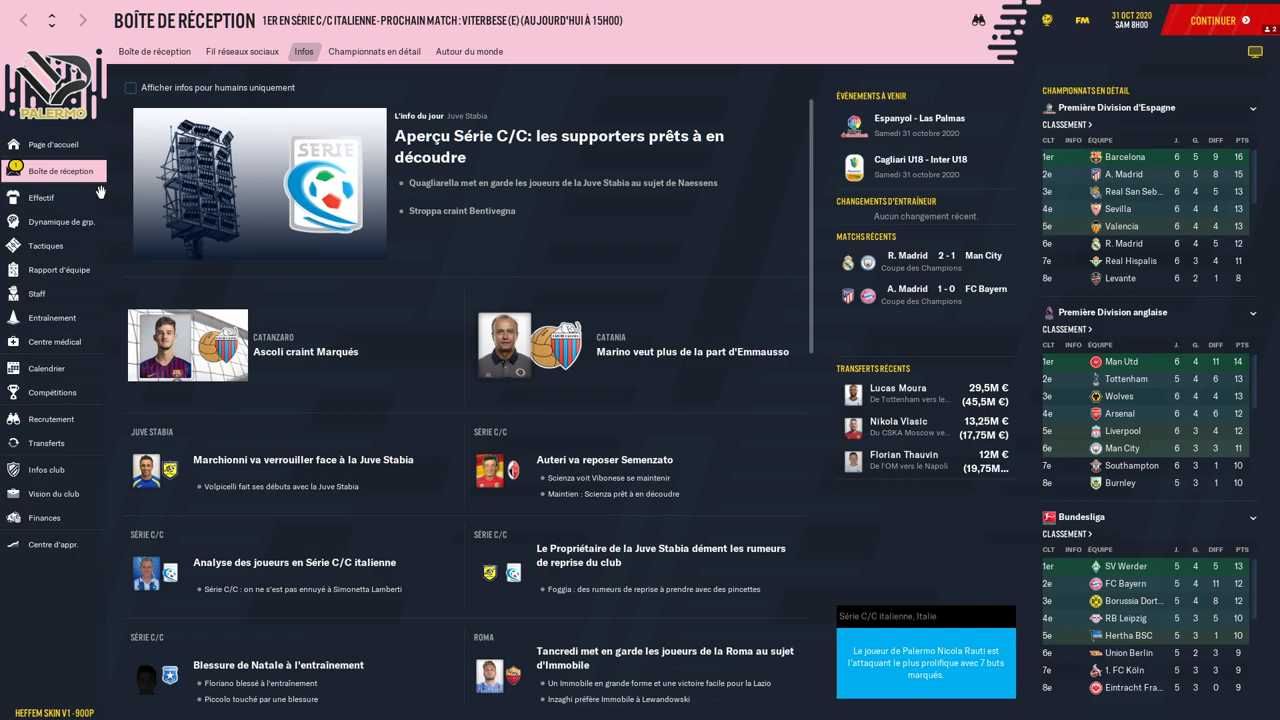 BOÎTE DE RÉCEPTION
1ER EN SÉRIE C/C ITALIENNE - PROCHAIN MATCH : VITERBESE (E) (AUJOURD'HUI À 15H00)
FM
31 OCT 2020
SAM 8H00
CONTINUER
2
Boîte de réception
Fil réseaux sociaux
Infos
Championnats en détail
Autour du monde
PALERMO
Page d'accueil
1
Boîte de réception
Effectif
Dynamique de grp.
Tactiques
Rapport d'équipe
Staff
Entraînement
Centre médical
Calendrier
Compétitions
Recrutement
Transferts
Infos club
Vision du club
Finances
Centre d'appr.
HEFFEM SKIN V1 - 900P
Afficher infos pour humains uniquement
SERIE
L'info du jour Juve Stabia
Aperçu Série C/C: les supporters prêts à en
découdre
Quagliarella met en garde les joueurs de la Juve Stabia au sujet de Naessens
Stroppa craint Bentivegna
CATANZARO
Ascoli craint Marqués
CATANIA
Marino veut plus de la part d'Emmausso
JUVE STABIA
Marchionni va verrouiller face à la Juve Stabia
Volpicelli fait ses débuts avec la Juve Stabia
SÉRIE C/C
Auteri va reposer Semenzato
Scienza voit Vibonese se maintenir
Maintien : Scienza prêt à en découdre
SÉRIE C/C
Analyse des joueurs en Série C/C italienne
Série C/C : on ne s'est pas ennuyé à Simonetta Lamberti
SÉRIE C/C
Le Propriétaire de la Juve Stabia dément les rumeurs
de reprise du club
Foggia : des rumeurs de reprise à prendre avec des pincettes
SÉRIE C/C
Blessure de Natale à l'entraînement
Floriano blessé à l'entraînement
Piccolo touché par une blessure
ROMA
Tancredi met en garde les joueurs de la Roma au sujet
d'Immobile
Un Immobile en grande forme et une victoire facile pour la Lazio
Inzaghi préfère Immobile à Lewandowski
ÉVÉNEMENTS À VENIR
Espanyol - Las Palmas
Samedi 31 octobre 2020
Cagliari U18 - Inter U18
Samedi 31 octobre 2020
CHANGEMENTS D'ENTRAÎNEUR
Aucun changement récent.
MATCHS RÉCENTS
R. Madrid 2 - 1 Man City
Coupe des Champions
A. Madrid 1 - 0 FC Bayern
Coupe des Champions
TRANSFERTS RÉCENTS
Lucas Moura 29,5M €
De Tottenham vers le... (45,5M €)
Nikola Vlasic 13,25M €
Du CSKA Moscow ve... (17,75M €)
Florian Thauvin 12M €
De l'OM vers le Napoli (19,75M...
Série C/C italienne, Italie
Le joueur de Palermo Nicola Rauti est
l'attaquant le plus prolifique avec 7 buts
marqués.
CHAMPIONNATS EN DÉTAIL
Première Division d'Espagne
CLASSEMENT >
CLT INFO ÉQUIPE J. G. DIFF PTS
1er Barcelona 6 5 9 16
2e A. Madrid 6 5 8 15
3e Real San Seb... 6 4 5 13
4e Sevilla 6 4 4 13
5e Valencia 6 4 4 13
6e R. Madrid 6 4 5 12
7e Real Hispalis 6 3 4 11
8e Levante 6 2 1 8
Première Division anglaise
CLASSEMENT >
CLT INFO ÉQUIPE J. G. DIFF PTS
1er Man Utd 6 4 11 14
2e Tottenham 5 4 6 13
3e Wolves 6 4 4 13
4e Arsenal 6 4 6 12
5e Liverpool 6 3 4 12
6e Man City 6 3 3 11
7e Southampton 6 3 1 10
8e Burnley 5 3 1 10
Bundesliga
CLASSEMENT >
CLT INFO ÉQUIPE J. G. DIFF PTS
1er SV Werder 5 4 5 13
2e FC Bayern 5 4 11 12
3e Borussia Dort... 5 4 8 12
4e RB Leipzig 5 3 5 10
5e Hertha BSC 5 3 1 10
6e Union Berlin 5 2 3 9
7e 1. FC Köln 5 3 3 9
8e Eintracht Fra... 5 3 0 9